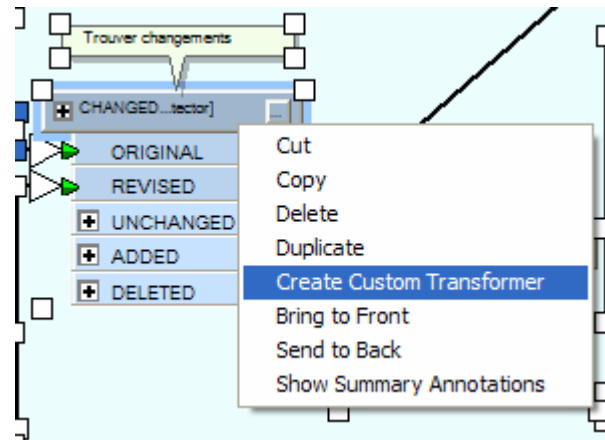 Trouver changements
CHANGED...tector]
...
ORIGINAL
REVISED
UNCHANGED
ADDED
DELETED
Cut
Copy
Delete
Duplicate
Create Custom Transformer
Bring to Front
Send to Back
Show Summary Annotations